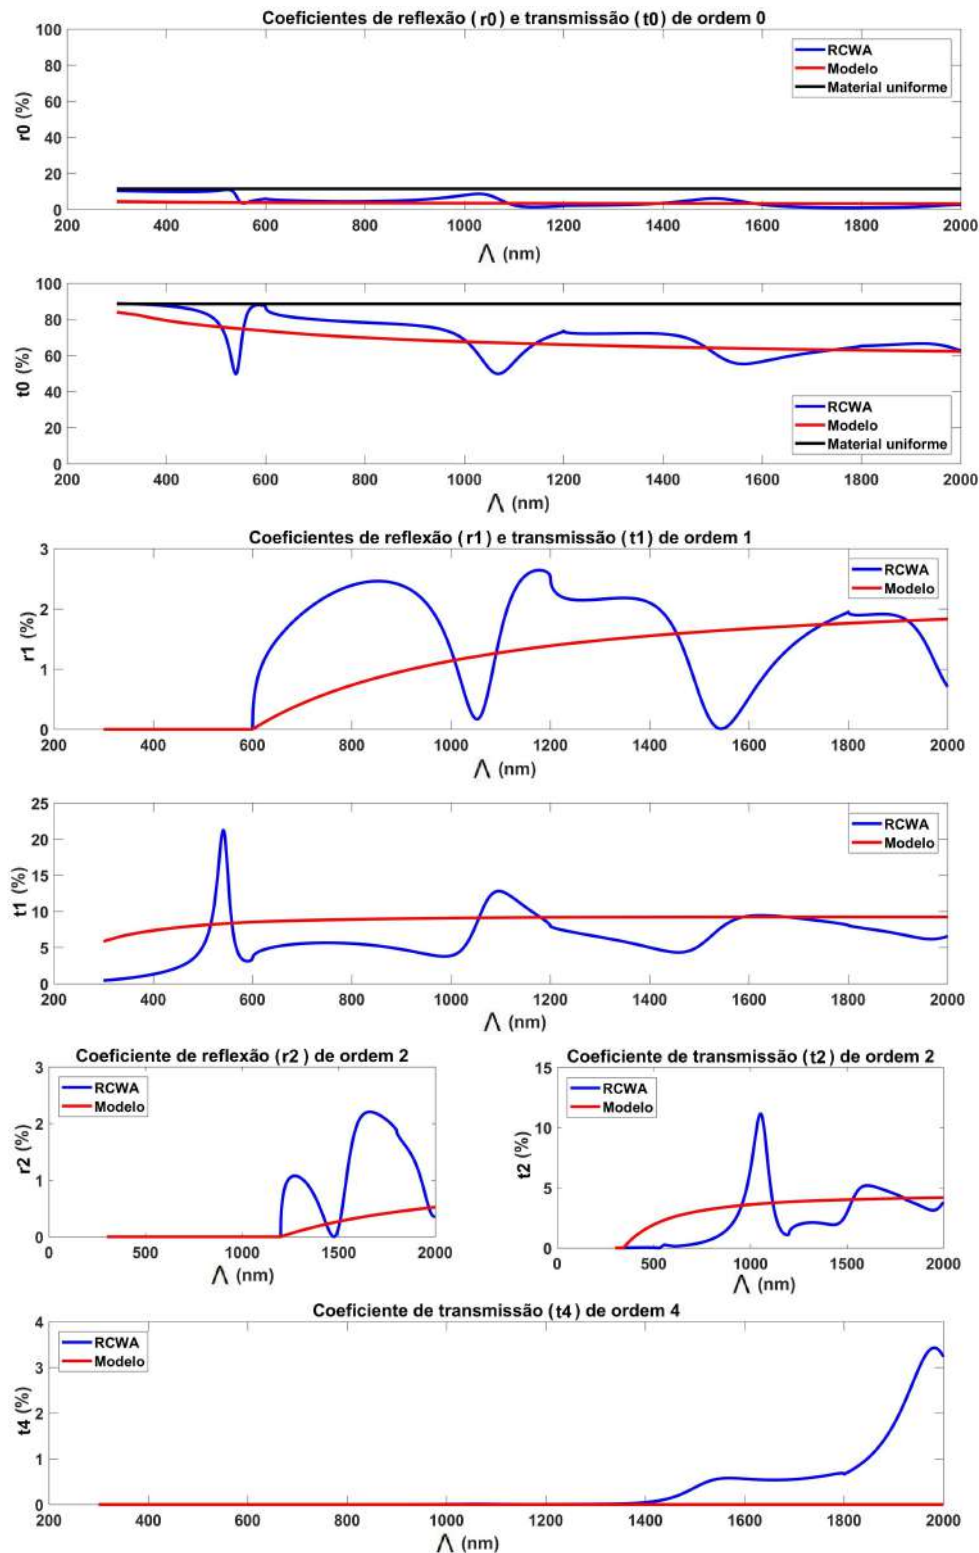 Coeficientes de reflexão (r0) e transmissão (t0) de ordem 0
r0 (%)
100
80
60
40
20
0
RCWA
Modelo
Material uniforme
200 400 600 800 1000 1200 1400 1600 1800 2000
Λ (nm)
t0 (%)
100
80
60
40
20
0
RCWA
Modelo
Material uniforme
200 400 600 800 1000 1200 1400 1600 1800 2000
Λ (nm)
Coeficientes de reflexão (r1) e transmissão (t1) de ordem 1
r1 (%)
3
2
1
0
RCWA
Modelo
200 400 600 800 1000 1200 1400 1600 1800 2000
Λ (nm)
t1 (%)
25
20
15
10
5
0
RCWA
Modelo
200 400 600 800 1000 1200 1400 1600 1800 2000
Λ (nm)
Coeficiente de reflexão (r2) de ordem 2
r2 (%)
3
2
1
0
RCWA
Modelo
0 500 1000 1500 2000
Λ (nm)
Coeficiente de transmissão (t2) de ordem 2
t2 (%)
15
10
5
0
RCWA
Modelo
0 500 1000 1500 2000
Λ (nm)
Coeficiente de transmissão (t4) de ordem 4
t4 (%)
4
3
2
1
0
RCWA
Modelo
200 400 600 800 1000 1200 1400 1600 1800 2000
Λ (nm)